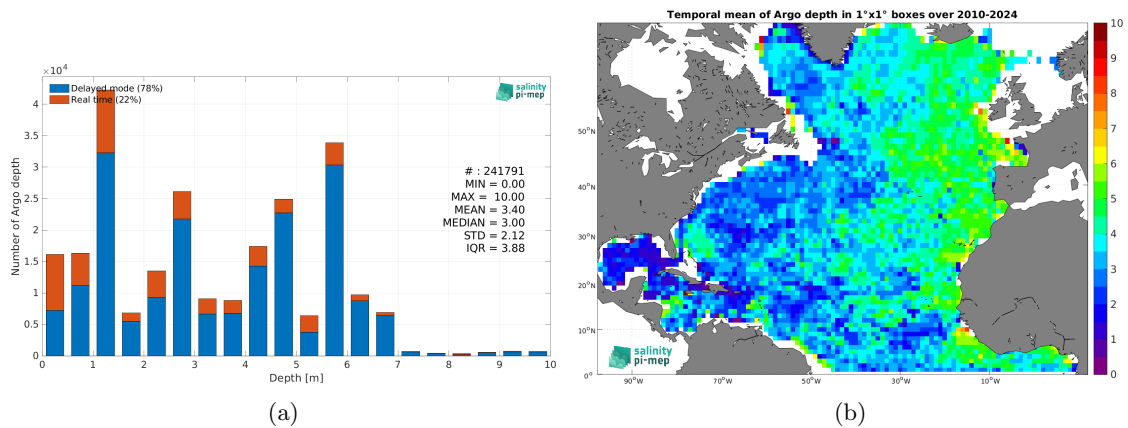 ×10⁴
Delayed mode (78%)
Real time (22%)
salinity
pi-mep
4
3.5
3
2.5
2
1.5
1
0.5
0
Number of Argo depth
# : 241791
MIN = 0.00
MAX = 10.00
MEAN = 3.40
MEDIAN = 3.00
STD = 2.12
IQR = 3.88
0 1 2 3 4 5 6 7 8 9 10
Depth [m]
(a)
Temporal mean of Argo depth in 1°x1° boxes over 2010-2024
50°N
40°N
30°N
20°N
10°N
0°
90°W 70°W 50°W 30°W 10°W
salinity
pi-mep
10
9
8
7
6
5
4
3
2
1
0
(b)